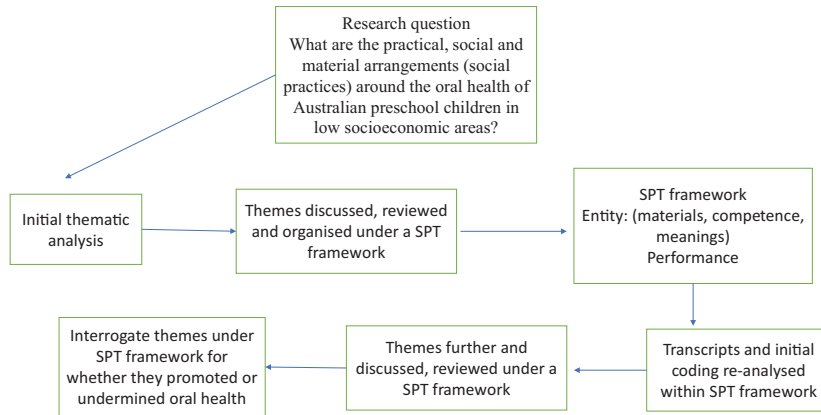 Research question
What are the practical, social and
material arrangements (social
practices) around the oral health of
Australian preschool children in
low socioeconomic areas?
Initial thematic
analysis
Themes discussed, reviewed
and organised under a SPT
framework
SPT framework
Entity: (materials, competence,
meanings)
Performance
Transcripts and initial
coding re-analysed
within SPT framework
Themes further and
discussed, reviewed under a
SPT framework
Interrogate themes under
SPT framework for
whether they promoted or
undermined oral health